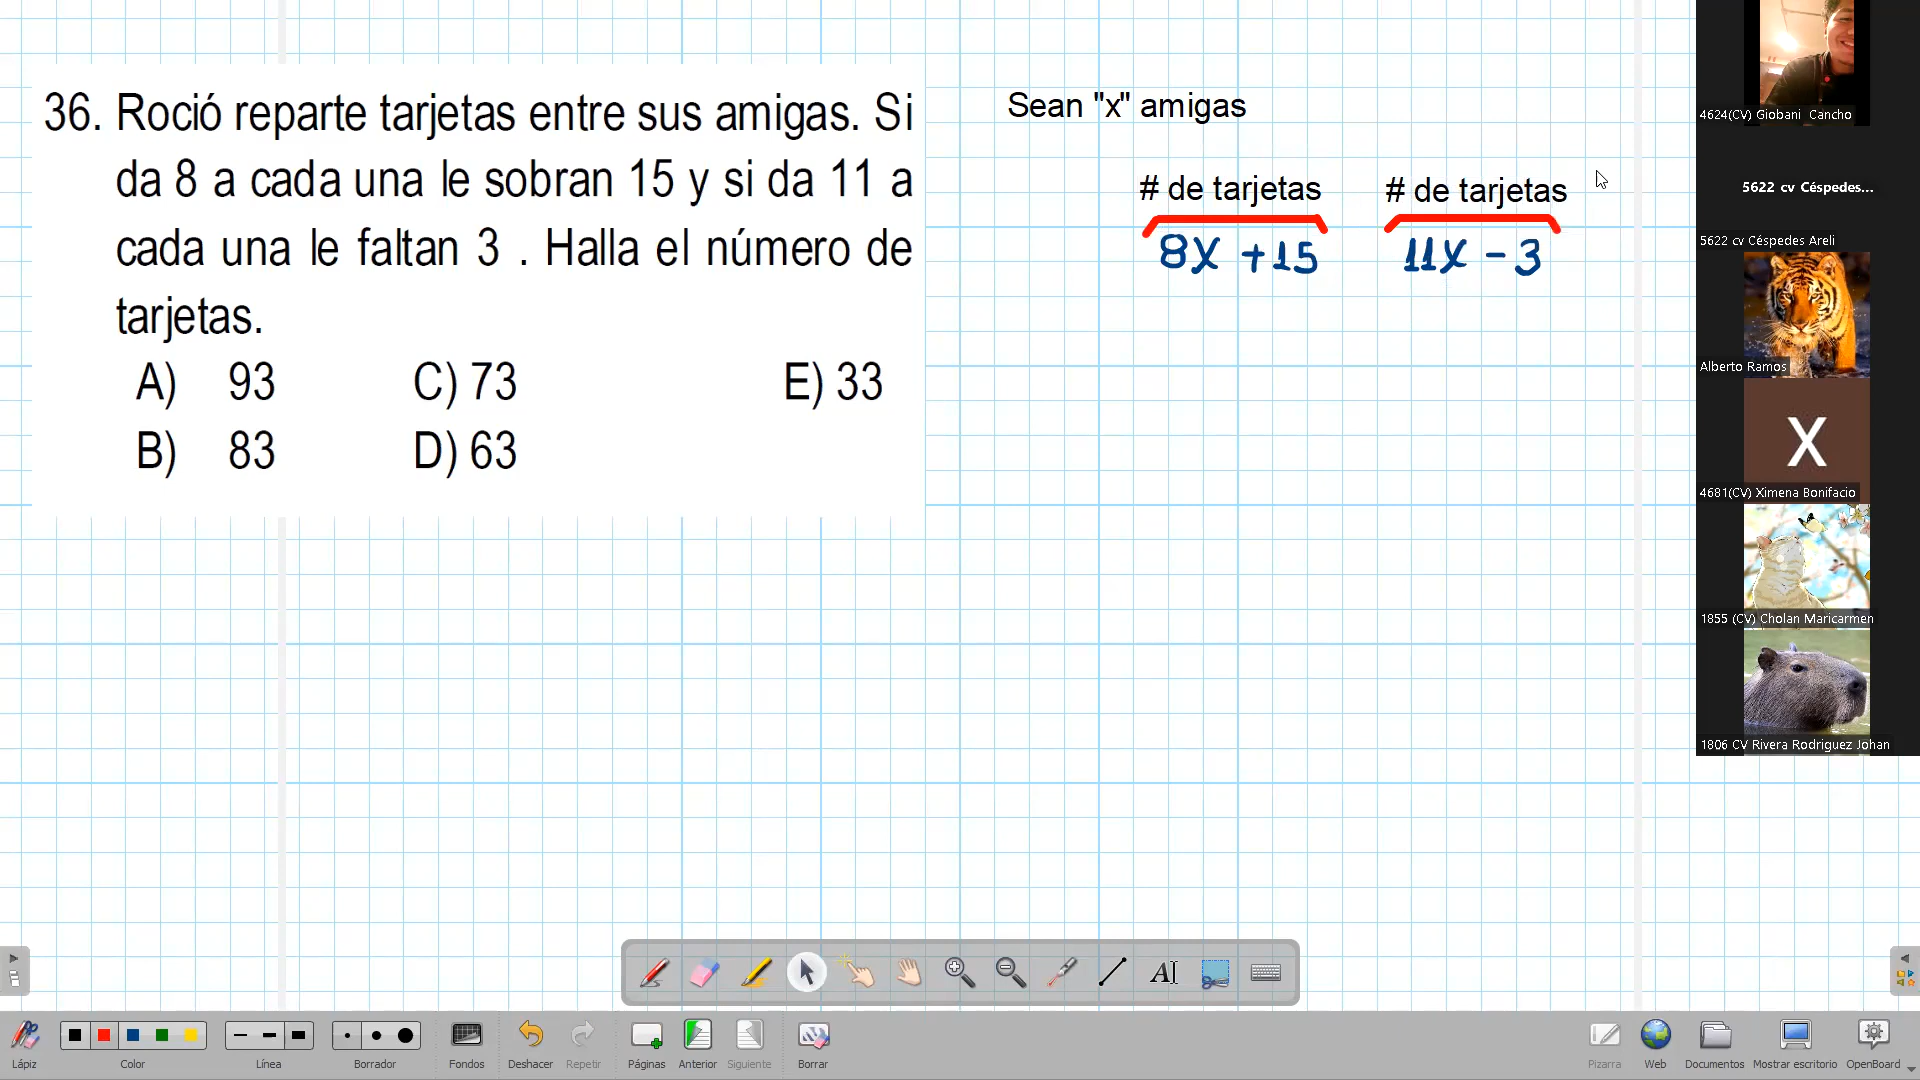 36. Roció reparte tarjetas entre sus amigas. Si
da 8 a cada una le sobran 15 y si da 11 a
cada una le faltan 3 . Halla el número de
tarjetas.
A) 93 C) 73 E) 33
B) 83 D) 63
Sean "x" amigas
# de tarjetas # de tarjetas
8x +15 11x - 3
4624(CV) Giobani Cancho
5622 cv Céspedes...
5622 cv Céspedes Areli
Alberto Ramos
X
4681(CV) Ximena Bonifacio
1855 (CV) Cholan Maricarmen
1806 CV Rivera Rodriguez Johan
Lápiz Color Línea Borrador Fondos Deshacer Repetir Páginas Anterior Siguiente Borrar Pizarra Web Documentos Mostrar escritorio OpenBoard